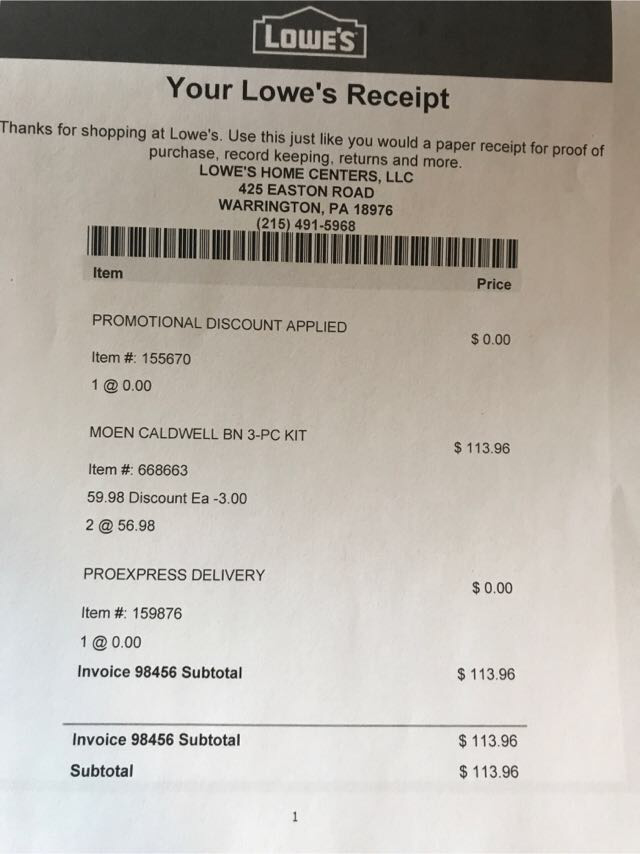 LOWE'S
Your Lowe's Receipt
Thanks for shopping at Lowe's. Use this just like you would a paper receipt for proof of
purchase, record keeping, returns and more.
LOWE'S HOME CENTERS, LLC
425 EASTON ROAD
WARRINGTON, PA 18976
(215) 491-5968
Item Price
PROMOTIONAL DISCOUNT APPLIED $ 0.00
Item #: 155670
1 @ 0.00
MOEN CALDWELL BN 3-PC KIT $ 113.96
Item #: 668663
59.98 Discount Ea -3.00
2 @ 56.98
PROEXPRESS DELIVERY $ 0.00
Item #: 159876
1 @ 0.00
Invoice 98456 Subtotal $ 113.96
Invoice 98456 Subtotal $ 113.96
Subtotal $ 113.96
1